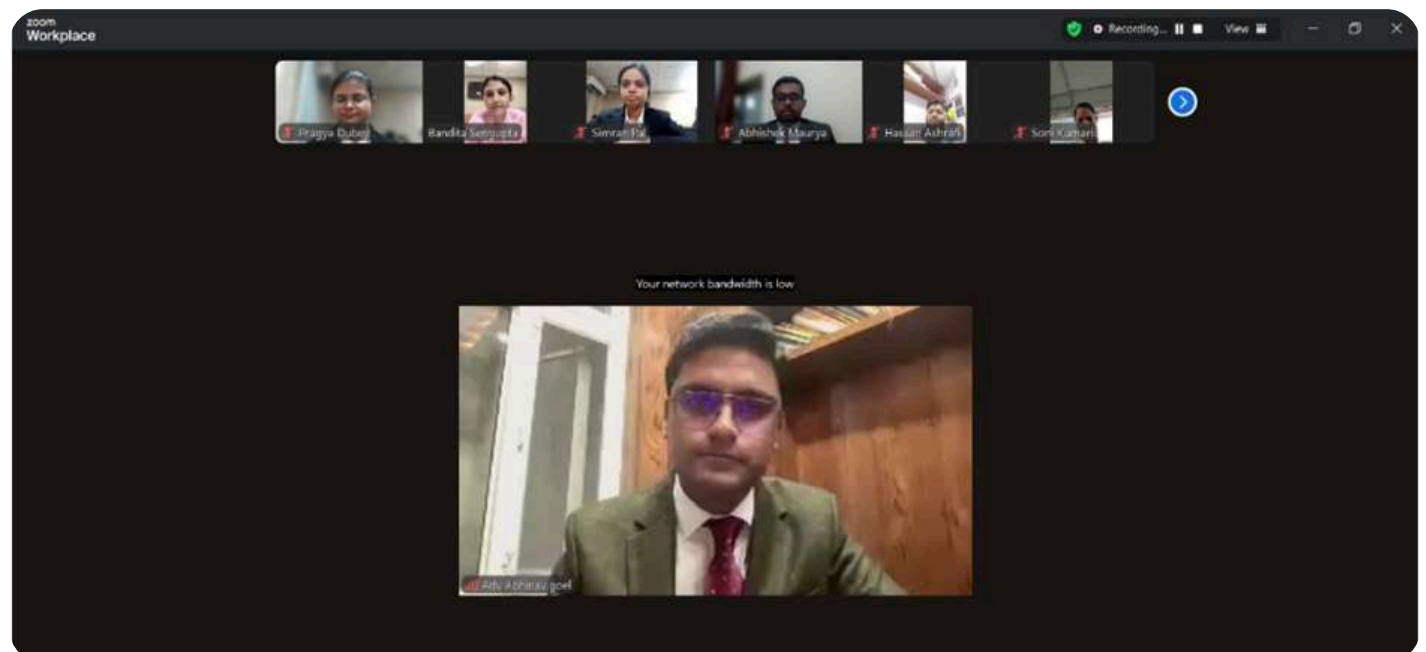 zoom
Workplace
Recording...
View
Pragya Dubey
Bandita Sengupta
Simran Pal
Abhishek Maurya
Hassan Ashrafi
Soni Kumari
Your network bandwidth is low
Adv Abhinav goel